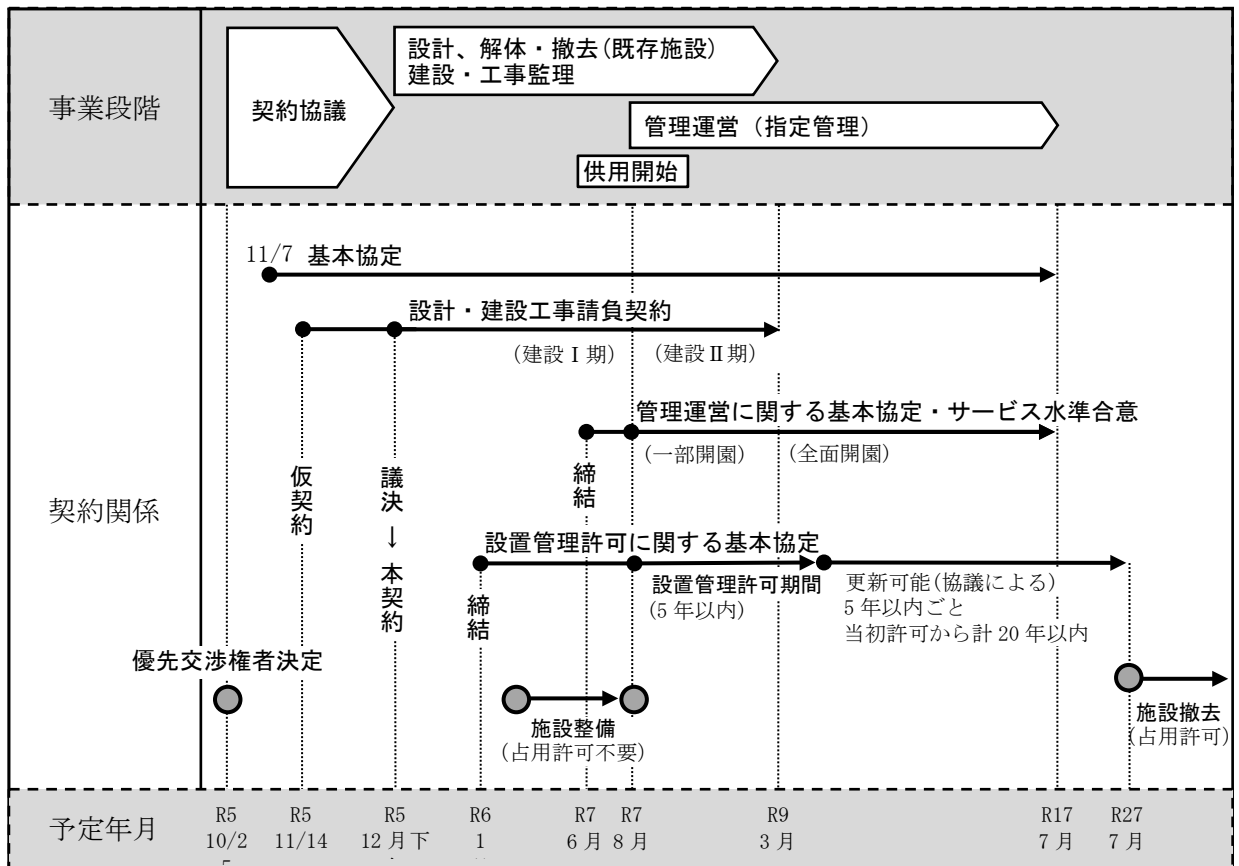 事業段階
契約協議
設計、解体・撤去(既存施設)
建設・工事監理
管理運営（指定管理）
供用開始
契約関係
11/7 基本協定
設計・建設工事請負契約
(建設Ⅰ期)
(建設Ⅱ期)
管理運営に関する基本協定・サービス水準合意
(一部開園)
(全面開園)
仮契約
議決→本契約
締結
設置管理許可に関する基本協定
締結
設置管理許可期間
(5 年以内)
更新可能(協議による)
5 年以内ごと
当初許可から計 20 年以内
優先交渉権者決定
施設整備
(占用許可不要)
施設撤去
(占用許可)
予定年月
R5
10/2
R5
11/14
R5
12 月下
R6
1
R7
6 月
R7
8 月
R9
3 月
R17
7 月
R27
7 月